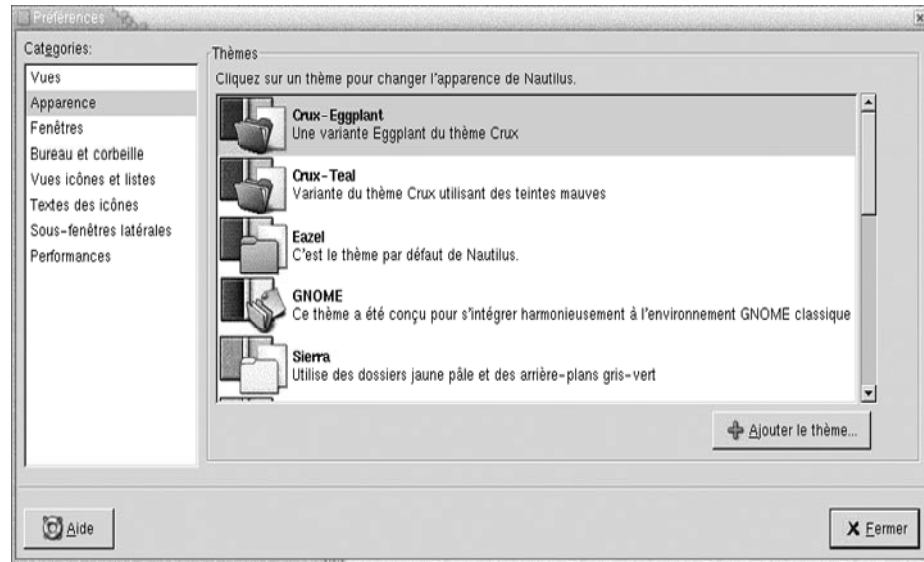 Préférences
Categories:
Vues
Apparence
Fenêtres
Bureau et corbeille
Vues icônes et listes
Textes des icônes
Sous-fenêtres latérales
Performances
Thèmes
Cliquez sur un thème pour changer l'apparence de Nautilus.
Crux-Eggplant
Une variante Eggplant du thème Crux
Crux-Teal
Variante du thème Crux utilisant des teintes mauves
Eazel
C'est le thème par défaut de Nautilus.
GNOME
Ce thème a été conçu pour s'intégrer harmonieusement à l'environnement GNOME classique
Sierra
Utilise des dossiers jaune pâle et des arrière-plans gris-vert
Ajouter le thème...
Aide
Fermer